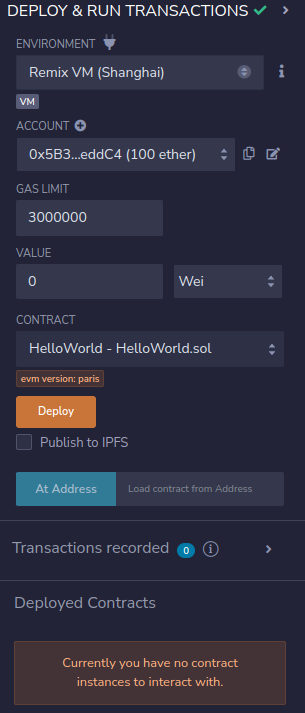 DEPLOY & RUN TRANSACTIONS
ENVIRONMENT
Remix VM (Shanghai)
VM
ACCOUNT
0x5B3...eddC4 (100 ether)
GAS LIMIT
3000000
VALUE
0 Wei
CONTRACT
HelloWorld - HelloWorld.sol
evm version: paris
Deploy
Publish to IPFS
At Address Load contract from Address
Transactions recorded 0
Deployed Contracts
Currently you have no contract
instances to interact with.